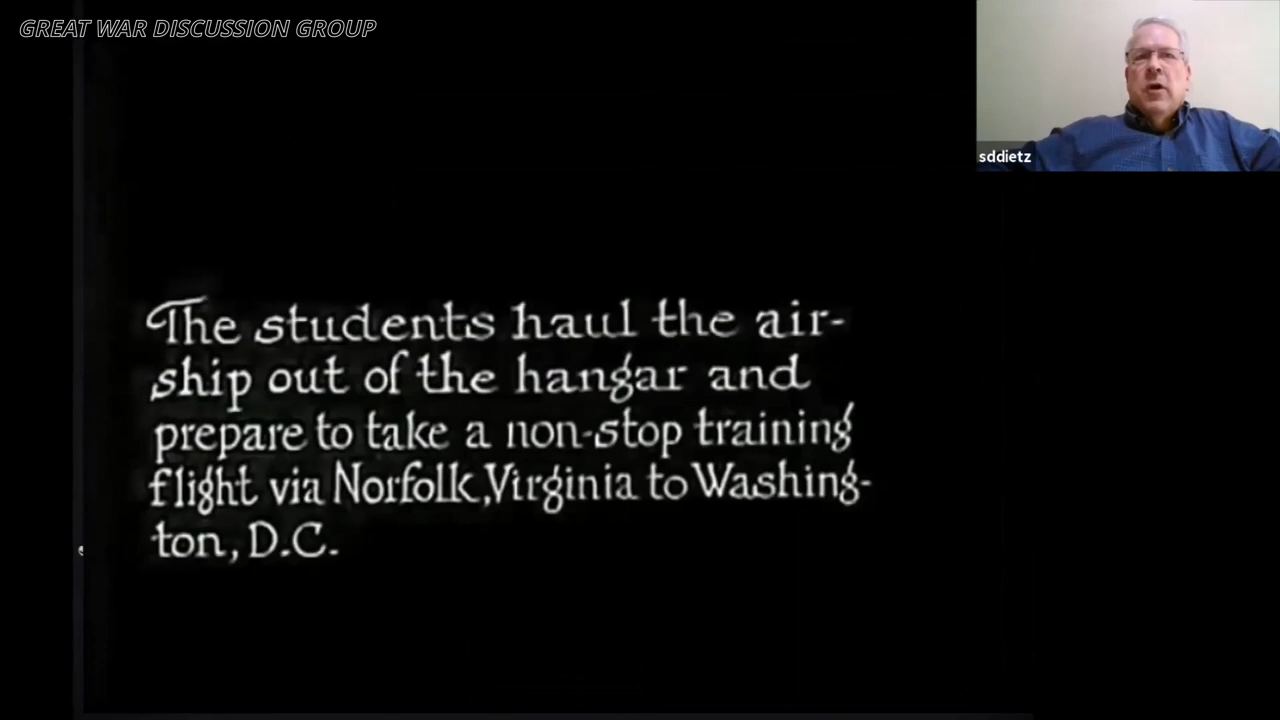 GREAT WAR DISCUSSION GROUP
sddietz
The students haul the air-
ship out of the hangar and
prepare to take a non-stop training
flight via Norfolk,Virginia to Washing-
ton, D.C.